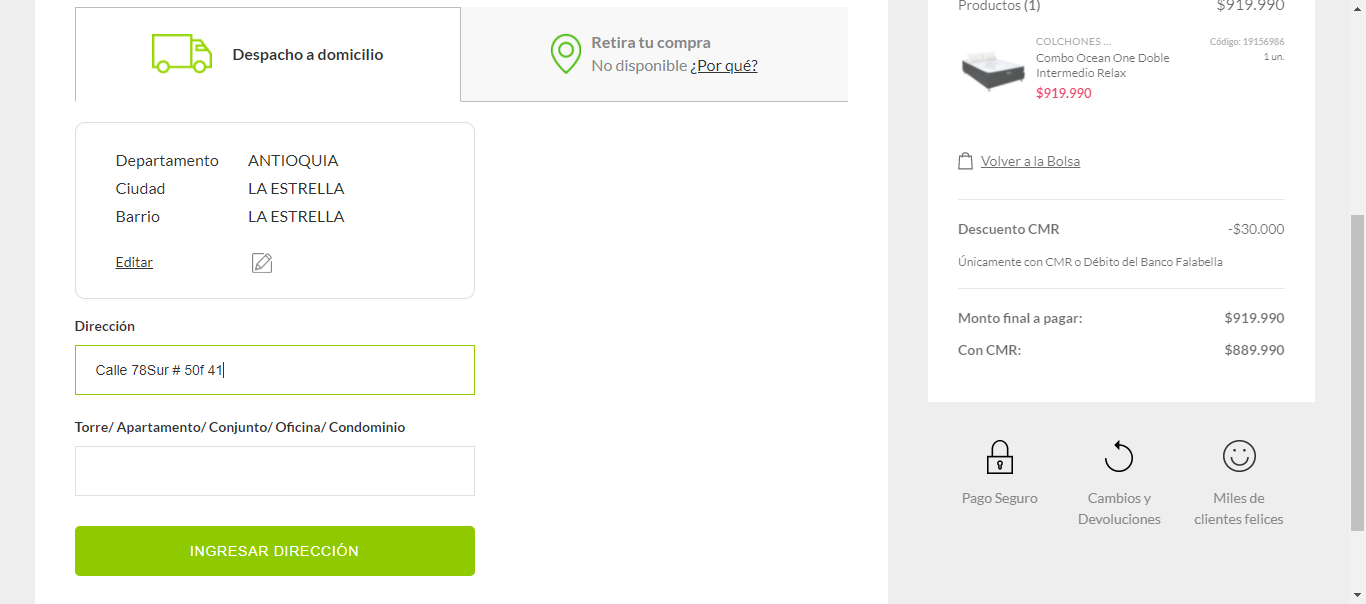 Despacho a domicilio
Retira tu compra
No disponible ¿Por qué?
Departamento ANTIOQUIA
Ciudad LA ESTRELLA
Barrio LA ESTRELLA
Editar
Dirección
Calle 78Sur # 50f 41
Torre/ Apartamento/ Conjunto/ Oficina/ Condominio
INGRESAR DIRECCIÓN
Productos (1) $919.990
COLCHONES ... Código: 19156986
Combo Ocean One Doble 1 un.
Intermedio Relax
$919.990
Volver a la Bolsa
Descuento CMR -$30.000
Únicamente con CMR o Débito del Banco Falabella
Monto final a pagar: $919.990
Con CMR: $889.990
Pago Seguro
Cambios y
Devoluciones
Miles de
clientes felices